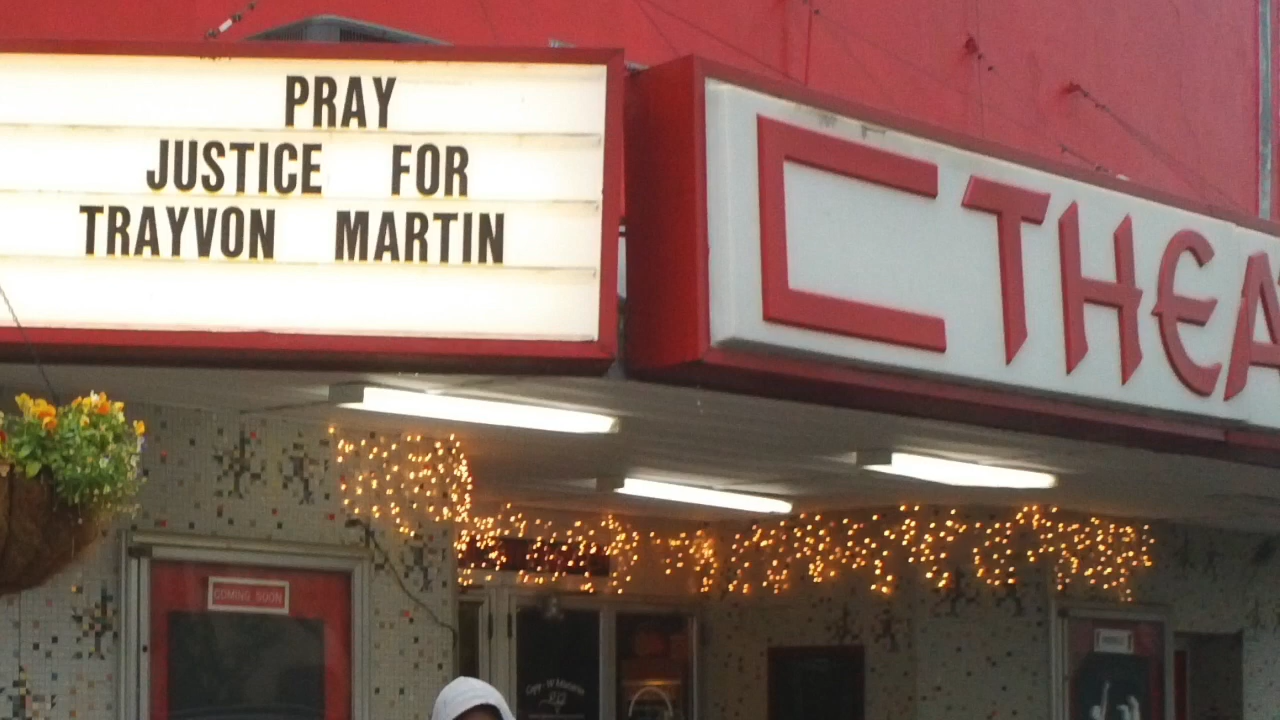 PRAY
JUSTICE FOR
TRAYVON MARTIN
THEA
COMING SOON